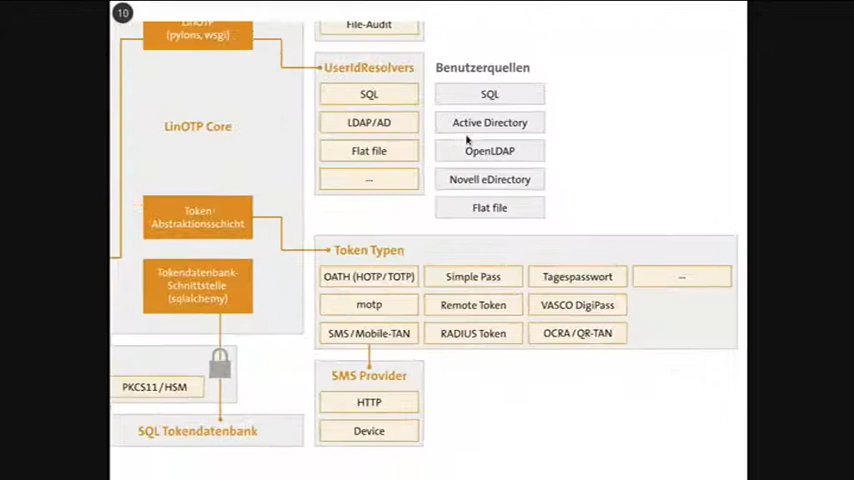 10
LinOTP
(pylons, wsgi)
File-Audit
LinOTP Core
UserIdResolvers
SQL
LDAP/AD
Flat file
...
Benutzerquellen
SQL
Active Directory
OpenLDAP
Novell eDirectory
Flat file
Token-
Abstraktionsschicht
Tokendatenbank-
Schnittstelle
(sqlalchemy)
Token Typen
OATH (HOTP/TOTP)
Simple Pass
Tagespasswort
...
motp
Remote Token
VASCO DigiPass
SMS/Mobile-TAN
RADIUS Token
OCRA/QR-TAN
PKCS11/HSM
SMS Provider
HTTP
Device
SQL Tokendatenbank